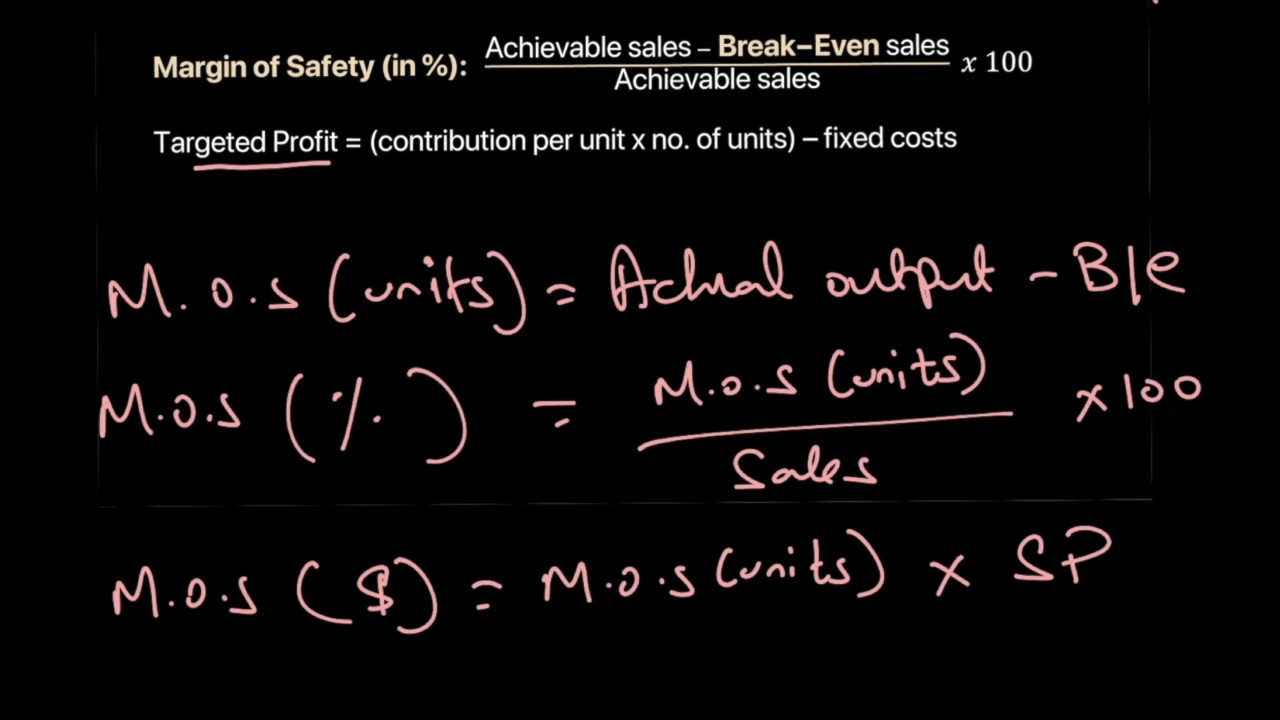 Margin of Safety (in %): Achievable sales – Break–Even sales x 100
Achievable sales
Targeted Profit = (contribution per unit x no. of units) – fixed costs
M.o.s (units) = Actual output - B/e
M.o.s (%) = M.o.s (units) x 100
Sales
M.o.s ($) = M.o.s (units) x SP